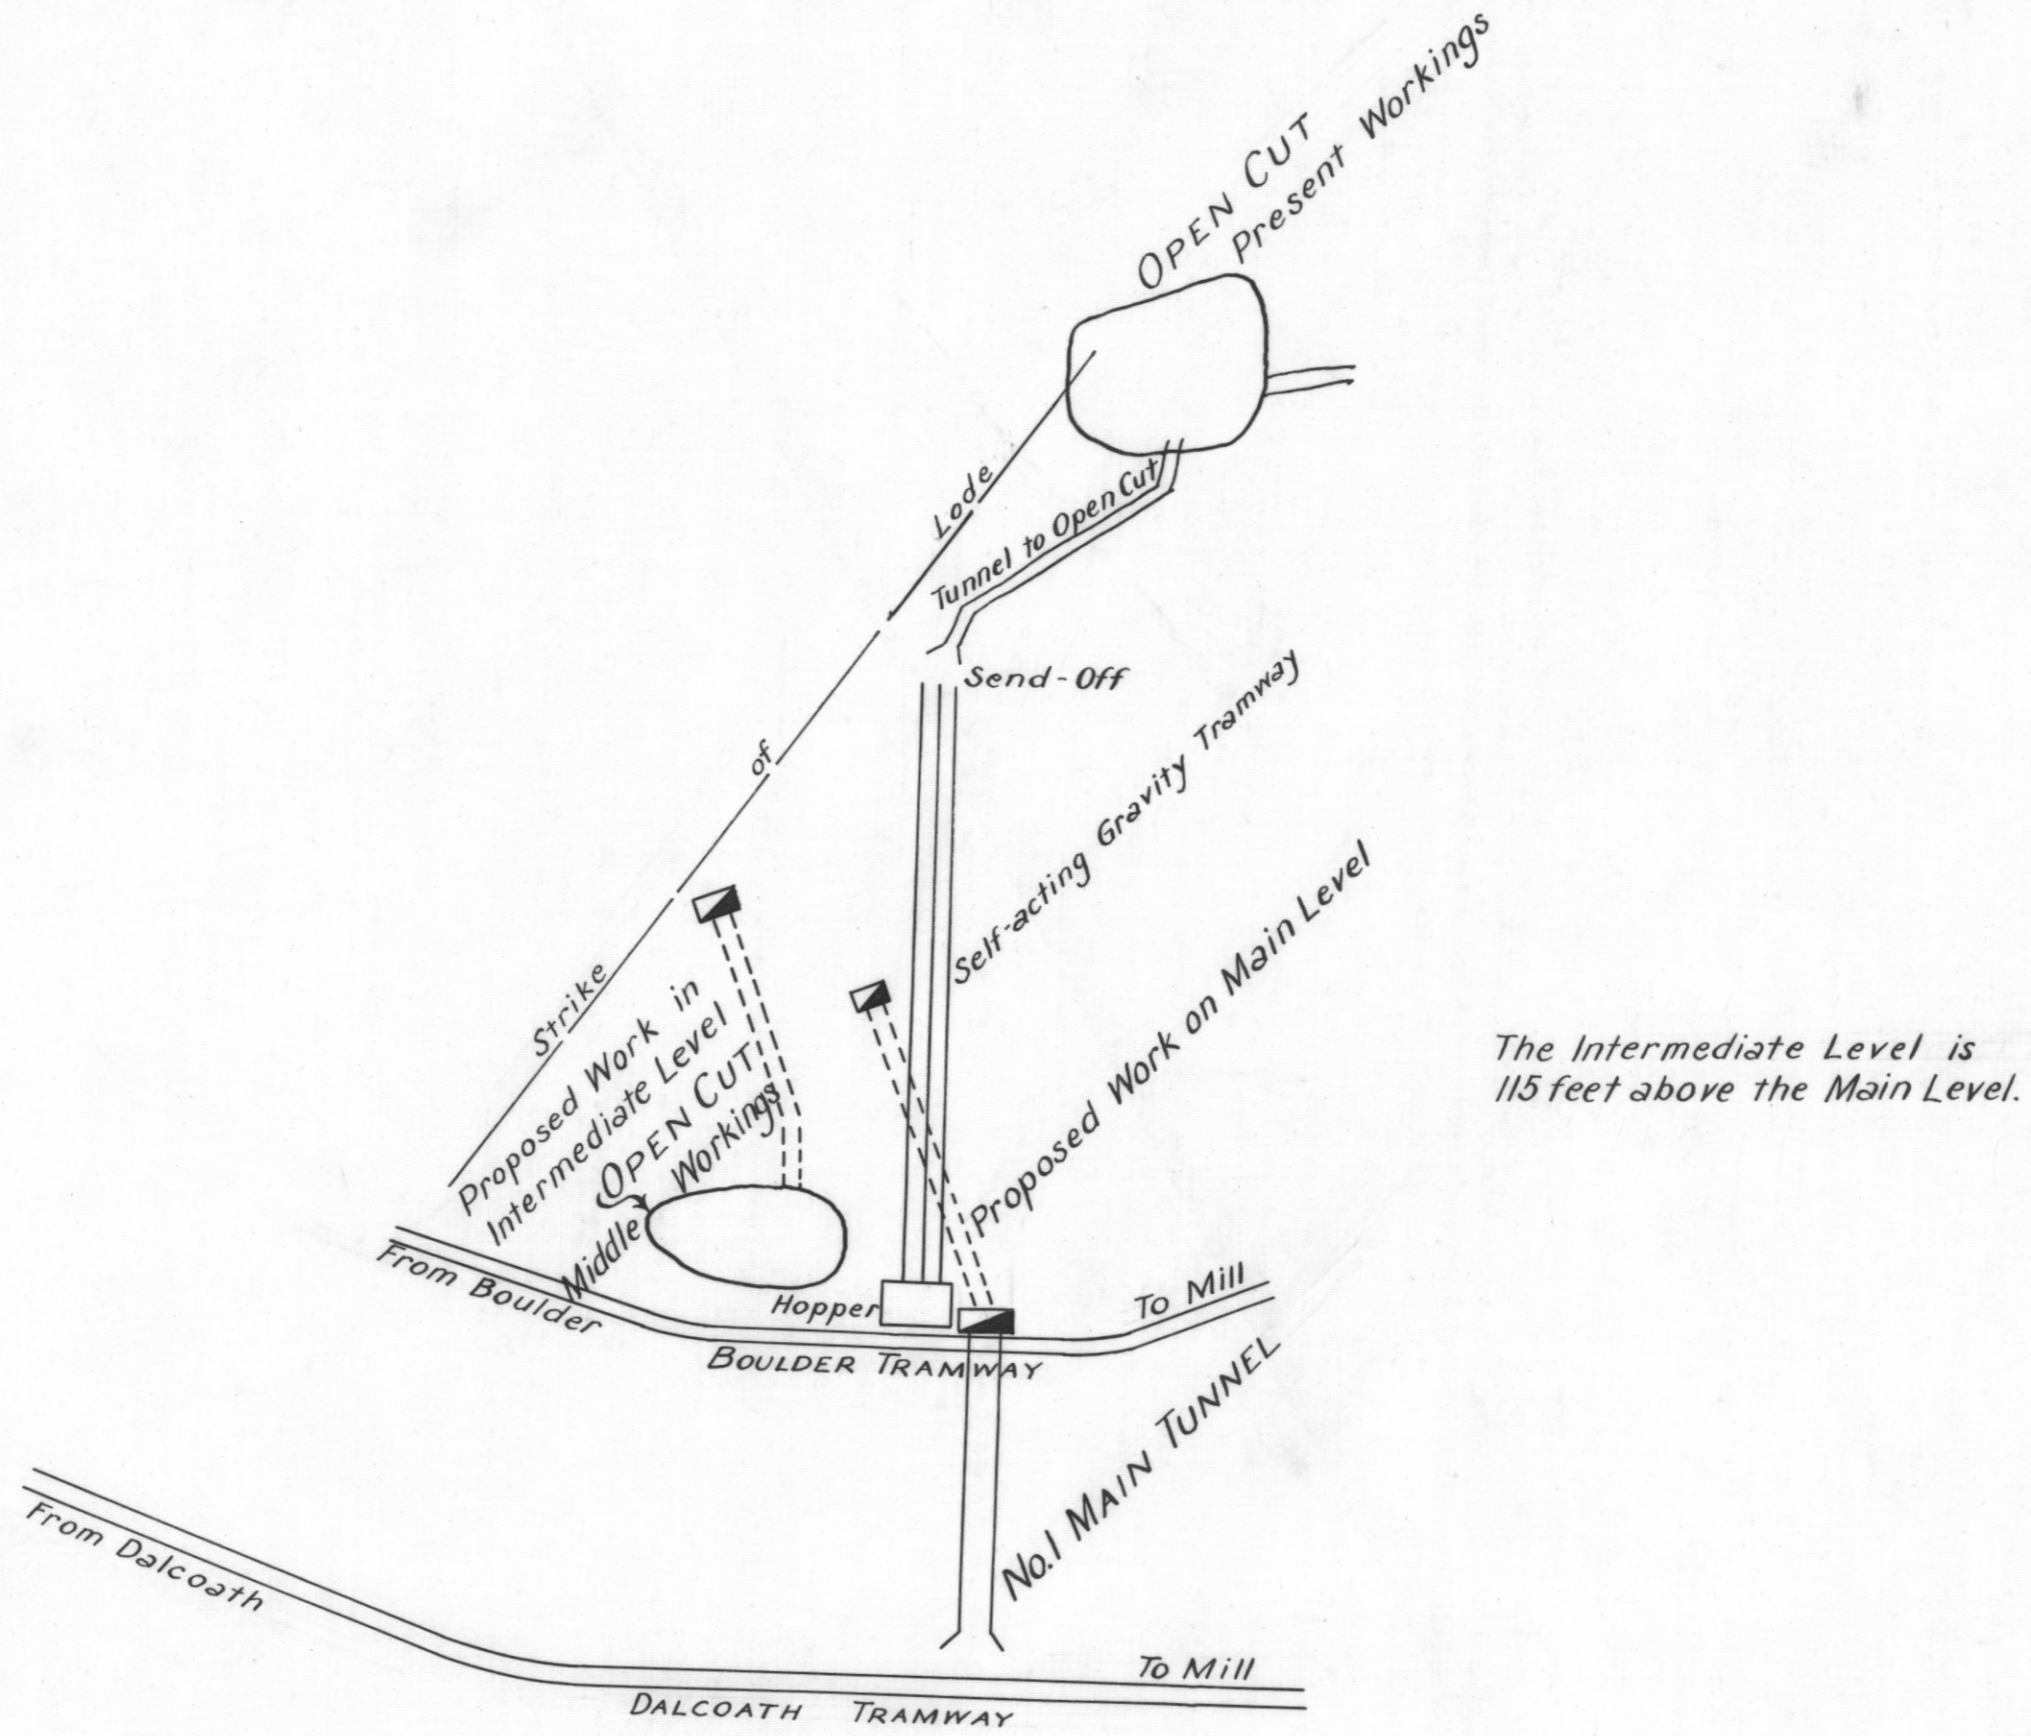 OPEN CUT
Present Workings
Strike of Lode
Tunnel to Open Cut
Send-Off
Self-acting Gravity Tramway
Proposed Work on Main Level
Proposed Work in
Intermediate Level
OPEN CUT
Middle Workings
The Intermediate Level is
115 feet above the Main Level.
From Boulder
Hopper
To Mill
BOULDER TRAMWAY
No.1 MAIN TUNNEL
From Dalcoath
To Mill
DALCOATH TRAMWAY